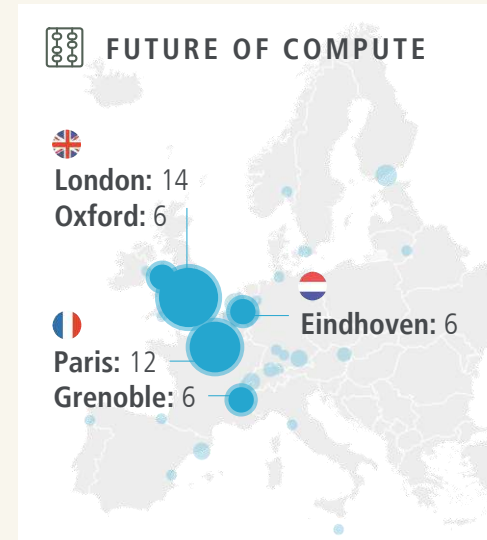 FUTURE OF COMPUTE
London: 14
Oxford: 6
Eindhoven: 6
Paris: 12
Grenoble: 6